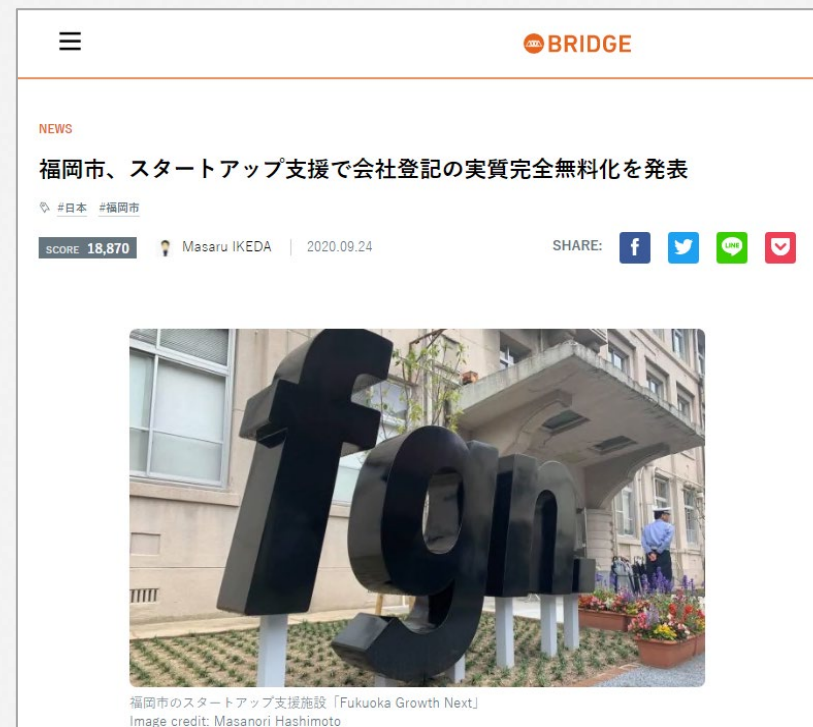 BRIDGE
NEWS
福岡市、スタートアップ支援で会社登記の実質完全無料化を発表
#日本 #福岡市
SCORE 18,870 Masaru IKEDA | 2020.09.24 SHARE: f LINE
fgn.
福岡市のスタートアップ支援施設「Fukuoka Growth Next」
Image credit: Masanori Hashimoto